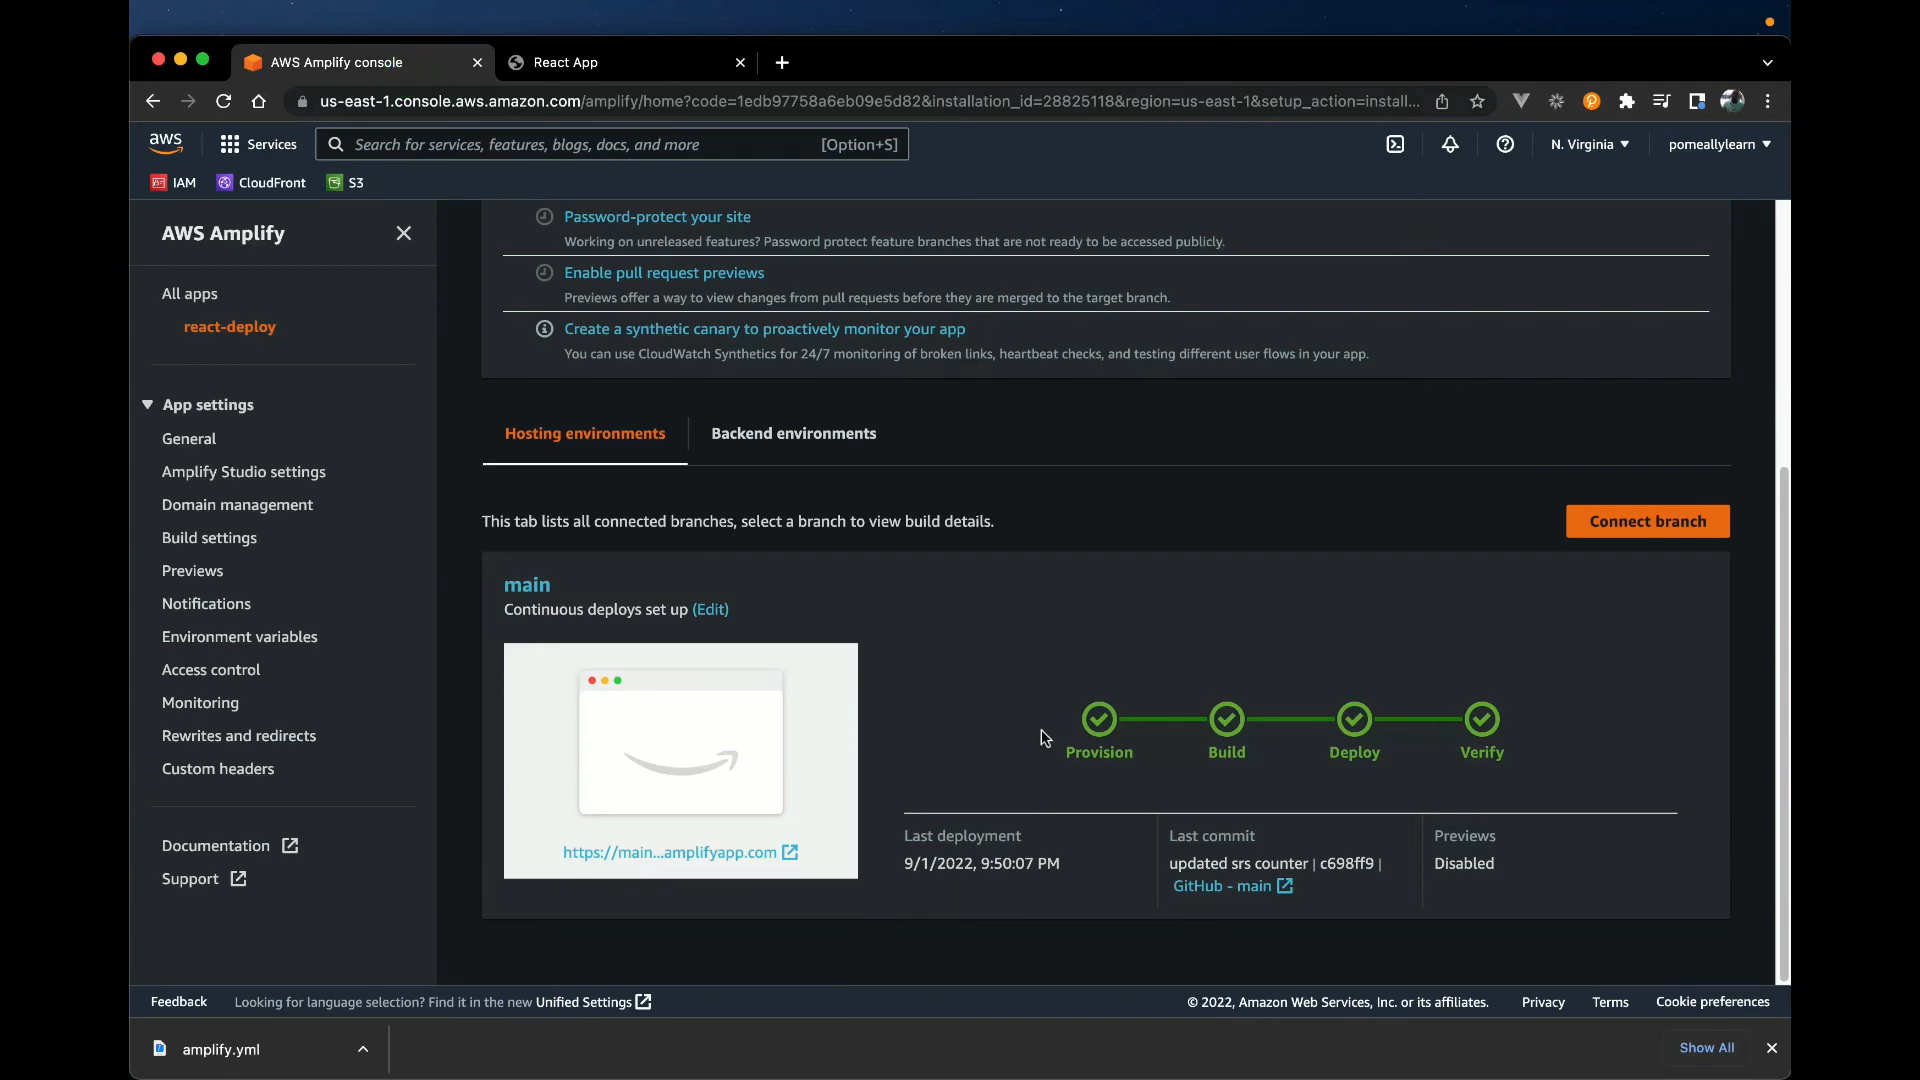 AWS Amplify console
React App
us-east-1.console.aws.amazon.com/amplify/home?code=1edb97758a6eb09e5d82&installation_id=28825118&region=us-east-1&setup_action=install...
aws
Services
Search for services, features, blogs, docs, and more
[Option+S]
N. Virginia
pomeallylearn
IAM
CloudFront
S3
AWS Amplify
All apps
react-deploy
App settings
General
Amplify Studio settings
Domain management
Build settings
Previews
Notifications
Environment variables
Access control
Monitoring
Rewrites and redirects
Custom headers
Documentation
Support
Password-protect your site
Working on unreleased features? Password protect feature branches that are not ready to be accessed publicly.
Enable pull request previews
Previews offer a way to view changes from pull requests before they are merged to the target branch.
Create a synthetic canary to proactively monitor your app
You can use CloudWatch Synthetics for 24/7 monitoring of broken links, heartbeat checks, and testing different user flows in your app.
Hosting environments
Backend environments
This tab lists all connected branches, select a branch to view build details.
Connect branch
main
Continuous deploys set up (Edit)
https://main...amplifyapp.com
Provision
Build
Deploy
Verify
Last deployment
9/1/2022, 9:50:07 PM
Last commit
updated srs counter | c698ff9 |
GitHub - main
Previews
Disabled
Feedback
Looking for language selection? Find it in the new Unified Settings
© 2022, Amazon Web Services, Inc. or its affiliates.
Privacy
Terms
Cookie preferences
amplify.yml
Show All